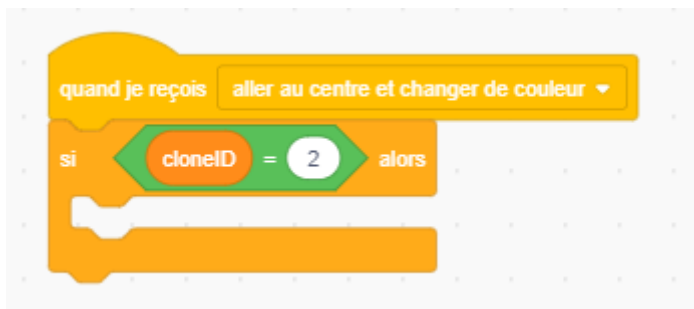 quand je reçois aller au centre et changer de couleur
si cloneID = 2 alors